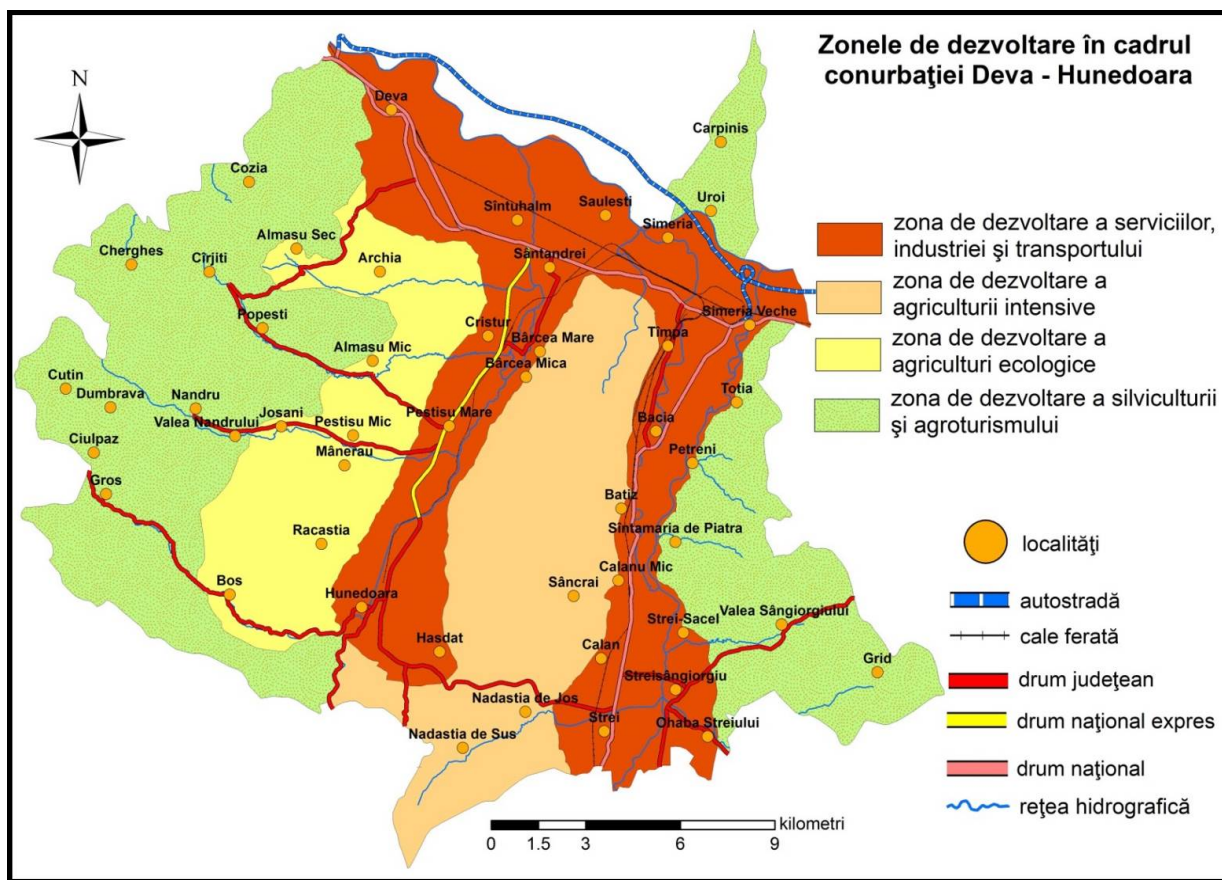 Zonele de dezvoltare în cadrul
conurbaţiei Deva - Hunedoara
N
Deva
Carpinis
Cozia
Uroi
Saulesti
Sîntuhalm
Simeria
Almasu Sec
Cherghes
Cîrjiti
Archia
Sântandrei
Popesti
Cristur
Simeria Veche
Bârcea Mare
Tîmpa
Almasu Mic
Bârcea Mica
Cutin
Dumbrava
Nandru
Totia
Josani
Pestisu Mic
Pestisu Mare
Bacia
Valea Nandrului
Ciulpaz
Mânerau
Petreni
Gros
Batiz
Racastia
Sîntamaria de Piatra
Bos
Hunedoara
Sâncrai
Calanu Mic
Strei-Sacel
Valea Sângiorgiului
Hasdat
Calan
Grid
Streisângiorgiu
Nadastia de Jos
Strei
Ohaba Streiului
Nadastia de Sus
zona de dezvoltare a serviciilor,
industriei şi transportului
zona de dezvoltare a
agriculturii intensive
zona de dezvoltare a
agriculturi ecologice
zona de dezvoltare a silviculturii
şi agroturismului
localităţi
autostradă
cale ferată
drum judeţean
drum naţional expres
drum naţional
reţea hidrografică
kilometri
0 1.5 3 6 9